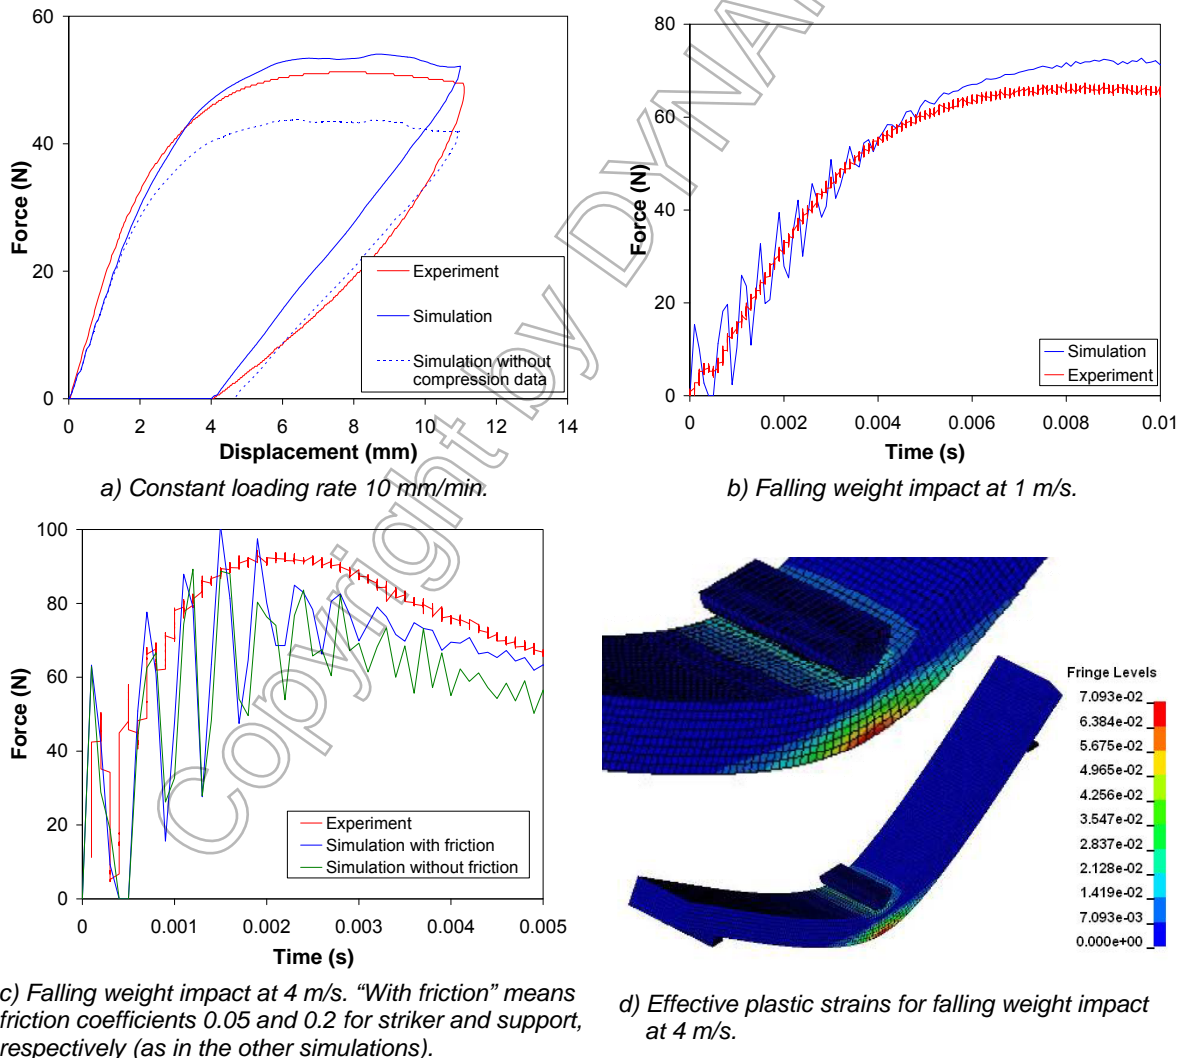 60
40
20
0
0 2 4 6 8 10 12 14
Force (N)
Displacement (mm)
Experiment
Simulation
Simulation without
compression data
a) Constant loading rate 10 mm/min.
80
60
40
20
0
0 0.002 0.004 0.006 0.008 0.01
Force (N)
Time (s)
Simulation
Experiment
b) Falling weight impact at 1 m/s.
100
80
60
40
20
0
0 0.001 0.002 0.003 0.004 0.005
Force (N)
Time (s)
Experiment
Simulation with friction
Simulation without friction
c) Falling weight impact at 4 m/s. “With friction” means
friction coefficients 0.05 and 0.2 for striker and support,
respectively (as in the other simulations).
Fringe Levels
7.093e-02
6.384e-02
5.675e-02
4.965e-02
4.256e-02
3.547e-02
2.837e-02
2.128e-02
1.419e-02
7.093e-03
0.000e+00
d) Effective plastic strains for falling weight impact
at 4 m/s.
Copyright by DYNA